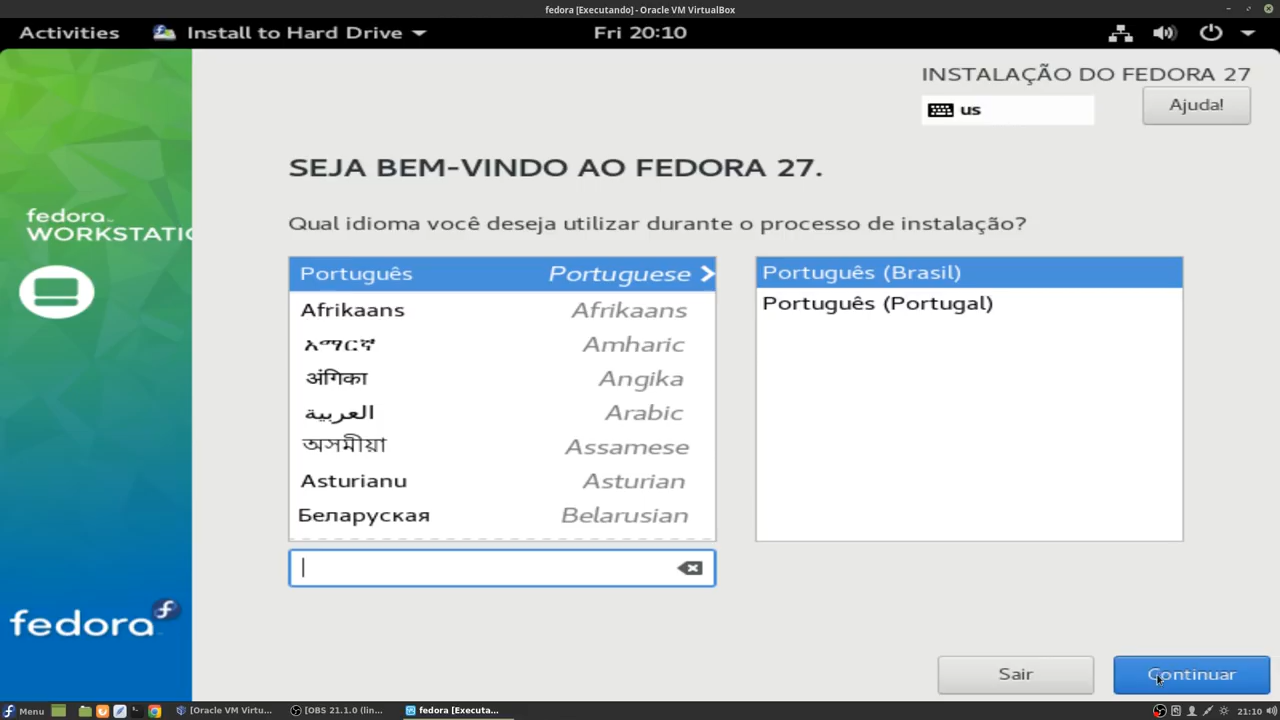 fedora [Executando] - Oracle VM VirtualBox
Activities Install to Hard Drive Fri 20:10
INSTALAÇÃO DO FEDORA 27
us Ajuda!
fedora
WORKSTATIO
SEJA BEM-VINDO AO FEDORA 27.
Qual idioma você deseja utilizar durante o processo de instalação?
Português Portuguese
Afrikaans Afrikaans
አማርኛ Amharic
अंगिका Angika
العربية Arabic
অসমীয়া Assamese
Asturianu Asturian
Беларуская Belarusian
Português (Brasil)
Português (Portugal)
fedora
Sair Continuar
Menu [Oracle VM Virtu... [OBS 21.1.0 (lin... fedora [Executa... 21:10